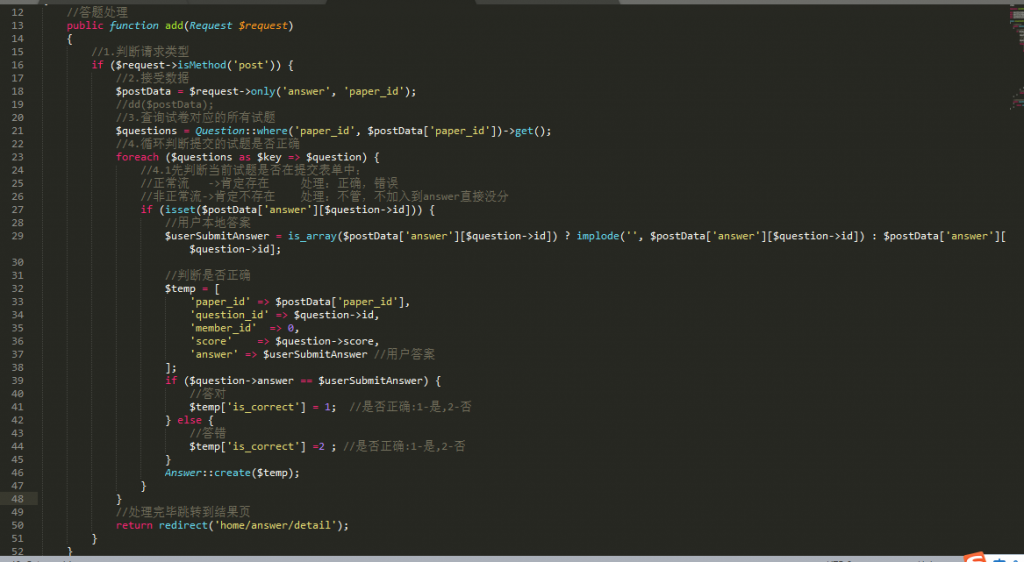 12 //答题处理
13 public function add(Request $request)
14 {
15 //1.判断请求类型
16 if ($request->isMethod('post')) {
17 //2.接受数据
18 $postData = $request->only('answer', 'paper_id');
19 //dd($postData);
20 //3.查询试卷对应的所有试题
21 $questions = Question::where('paper_id', $postData['paper_id'])->get();
22 //4.循环判断提交的试题是否正确
23 foreach ($questions as $key => $question) {
24 //4.1先判断当前试题是否在提交表单中;
25 //正常流 ->肯定存在 处理: 正确, 错误
26 //非正常流->肯定不存在 处理: 不管, 不加入到answer直接没分
27 if (isset($postData['answer'][$question->id])) {
28 //用户本地答案
29 $userSubmitAnswer = is_array($postData['answer'][$question->id]) ? implode('', $postData['answer'][$question->id]) : $postData['answer'][
$question->id];
30
31 //判断是否正确
32 $temp = [
33 'paper_id' => $postData['paper_id'],
34 'question_id' => $question->id,
35 'member_id' => 0,
36 'score' => $question->score,
37 'answer' => $userSubmitAnswer //用户答案
38 ];
39 if ($question->answer == $userSubmitAnswer) {
40 //答对
41 $temp['is_correct'] = 1; //是否正确:1-是,2-否
42 } else {
43 //答错
44 $temp['is_correct'] =2 ; //是否正确:1-是,2-否
45 }
46 Answer::create($temp);
47 }
48 }
49 //处理完毕跳转到结果页
50 return redirect('home/answer/detail');
51 }
52 }